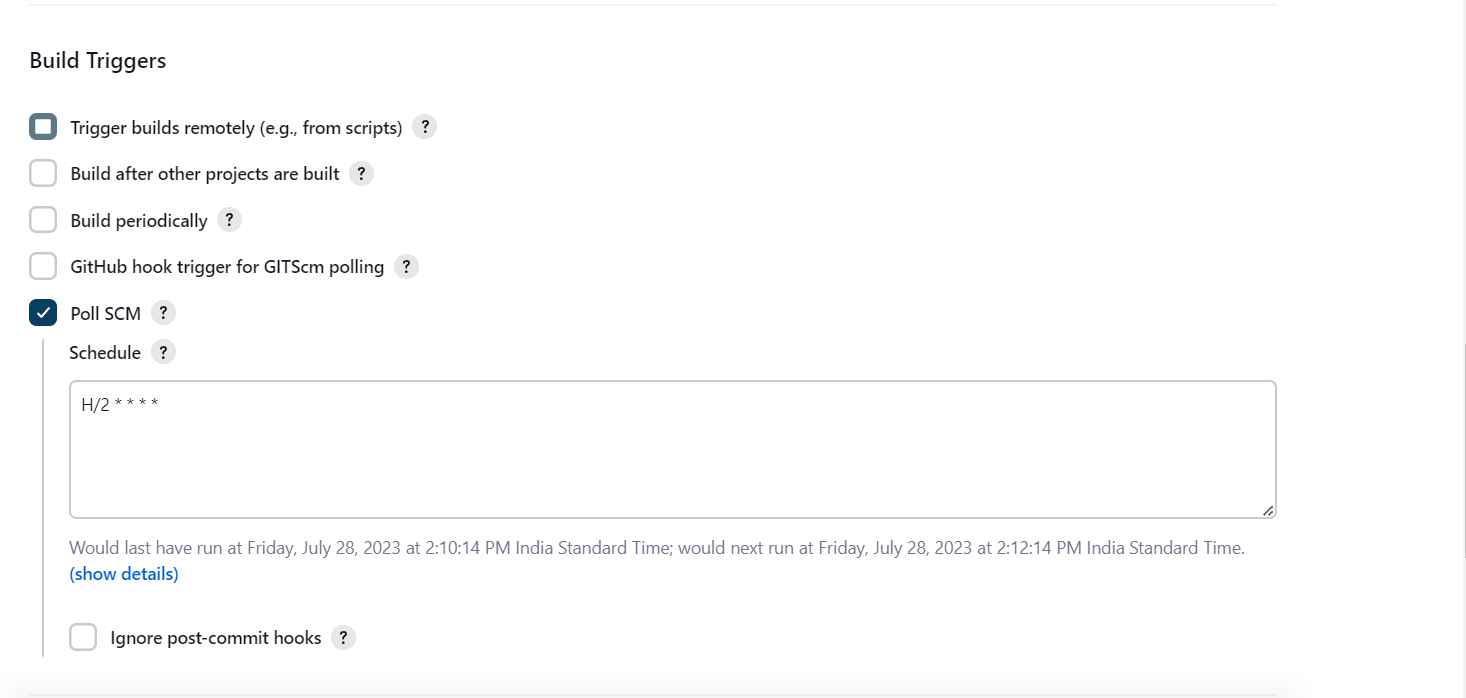 Build Triggers
Trigger builds remotely (e.g., from scripts) ?
Build after other projects are built ?
Build periodically ?
GitHub hook trigger for GITScm polling ?
Poll SCM ?
Schedule ?
H/2 * * * *
Would last have run at Friday, July 28, 2023 at 2:10:14 PM India Standard Time; would next run at Friday, July 28, 2023 at 2:12:14 PM India Standard Time.
(show details)
Ignore post-commit hooks ?